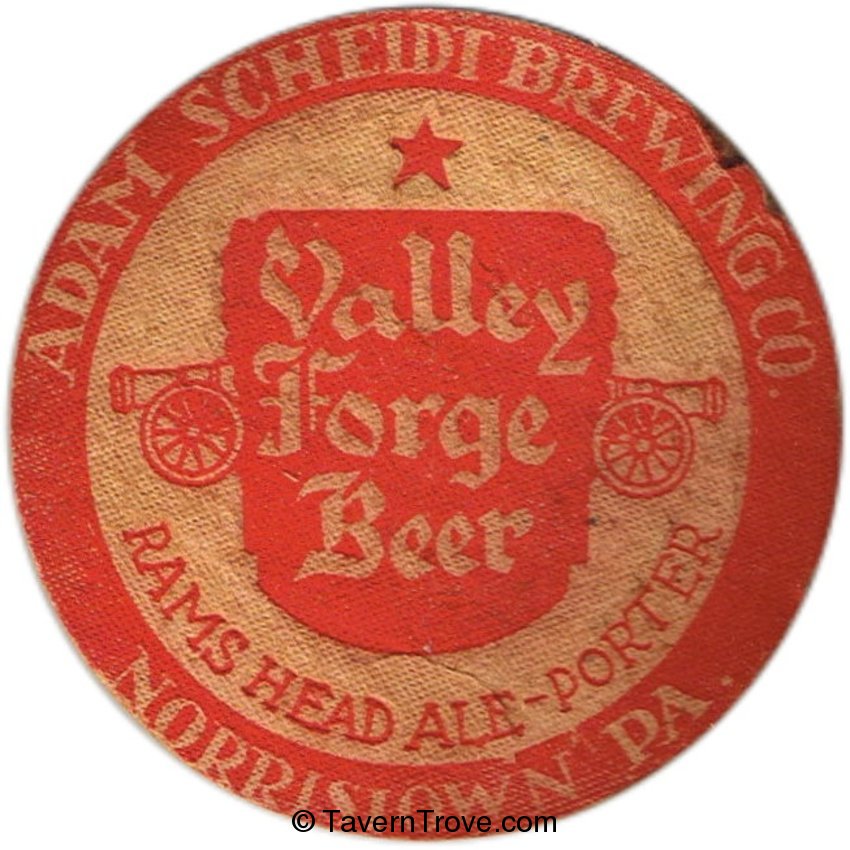 ADAM SCHEIDT BREWING CO.
Valley
Forge
Beer
RAMS HEAD ALE-PORTER
NORRISTOWN PA.
© TavernTrove.com